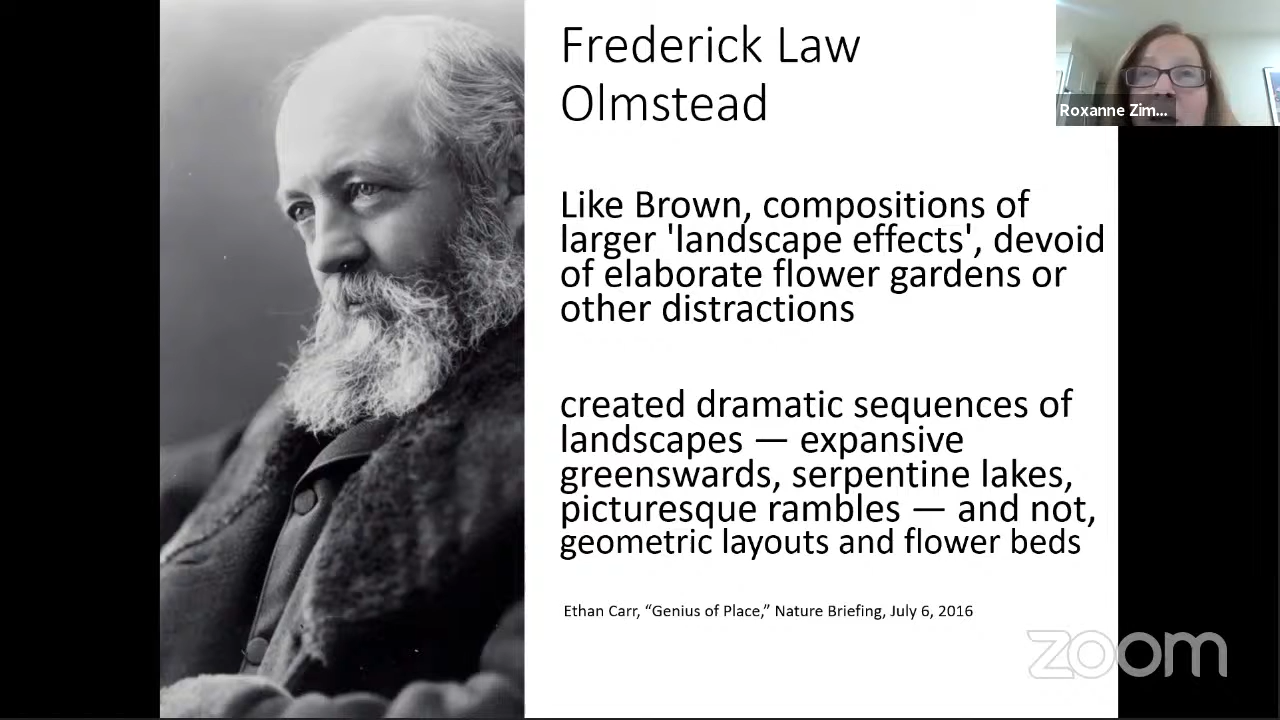 Frederick Law
Olmstead
Roxanne Zim...
Like Brown, compositions of
larger 'landscape effects', devoid
of elaborate flower gardens or
other distractions
created dramatic sequences of
landscapes — expansive
greenswards, serpentine lakes,
picturesque rambles — and not,
geometric layouts and flower beds
Ethan Carr, “Genius of Place,” Nature Briefing, July 6, 2016
zoom